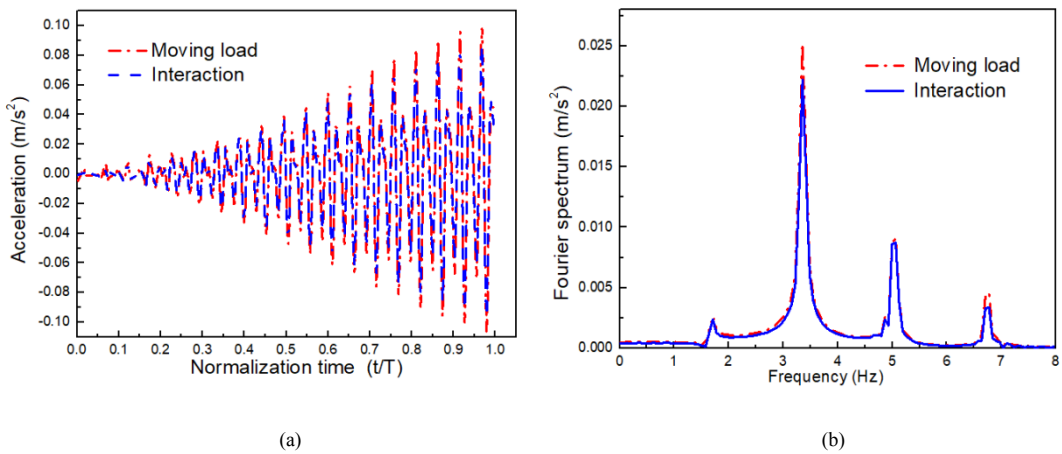 0.10
0.08
0.06
0.04
0.02
0.00
-0.02
-0.04
-0.06
-0.08
-0.10
Acceleration (m/s²)
Moving load
Interaction
0.0 0.1 0.2 0.3 0.4 0.5 0.6 0.7 0.8 0.9 1.0
Normalization time (t/T)
(a)
0.025
0.020
0.015
0.010
0.005
0.000
Fourier spectrum (m/s²)
Moving load
Interaction
0 1 2 3 4 5 6 7 8
Frequency (Hz)
(b)